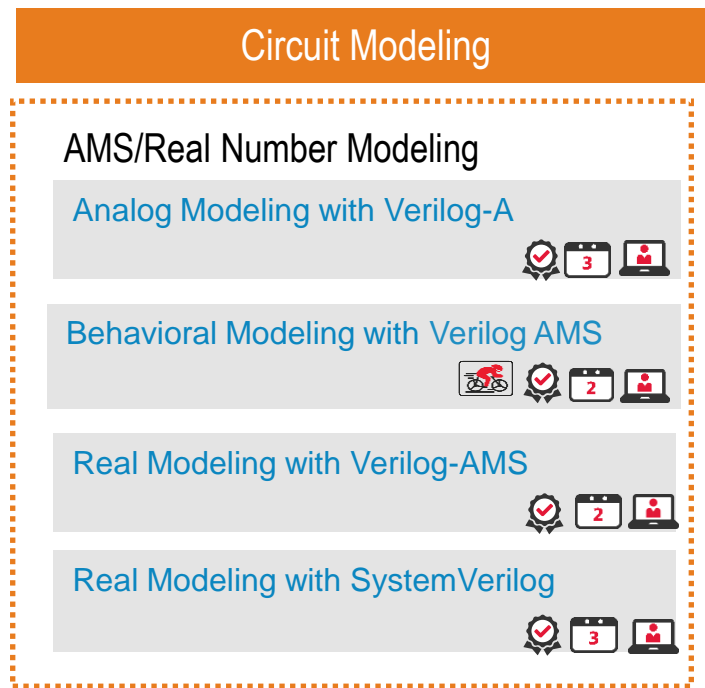 Circuit Modeling
AMS/Real Number Modeling
Analog Modeling with Verilog-A
3
Behavioral Modeling with Verilog AMS
2
Real Modeling with Verilog-AMS
2
Real Modeling with SystemVerilog
3